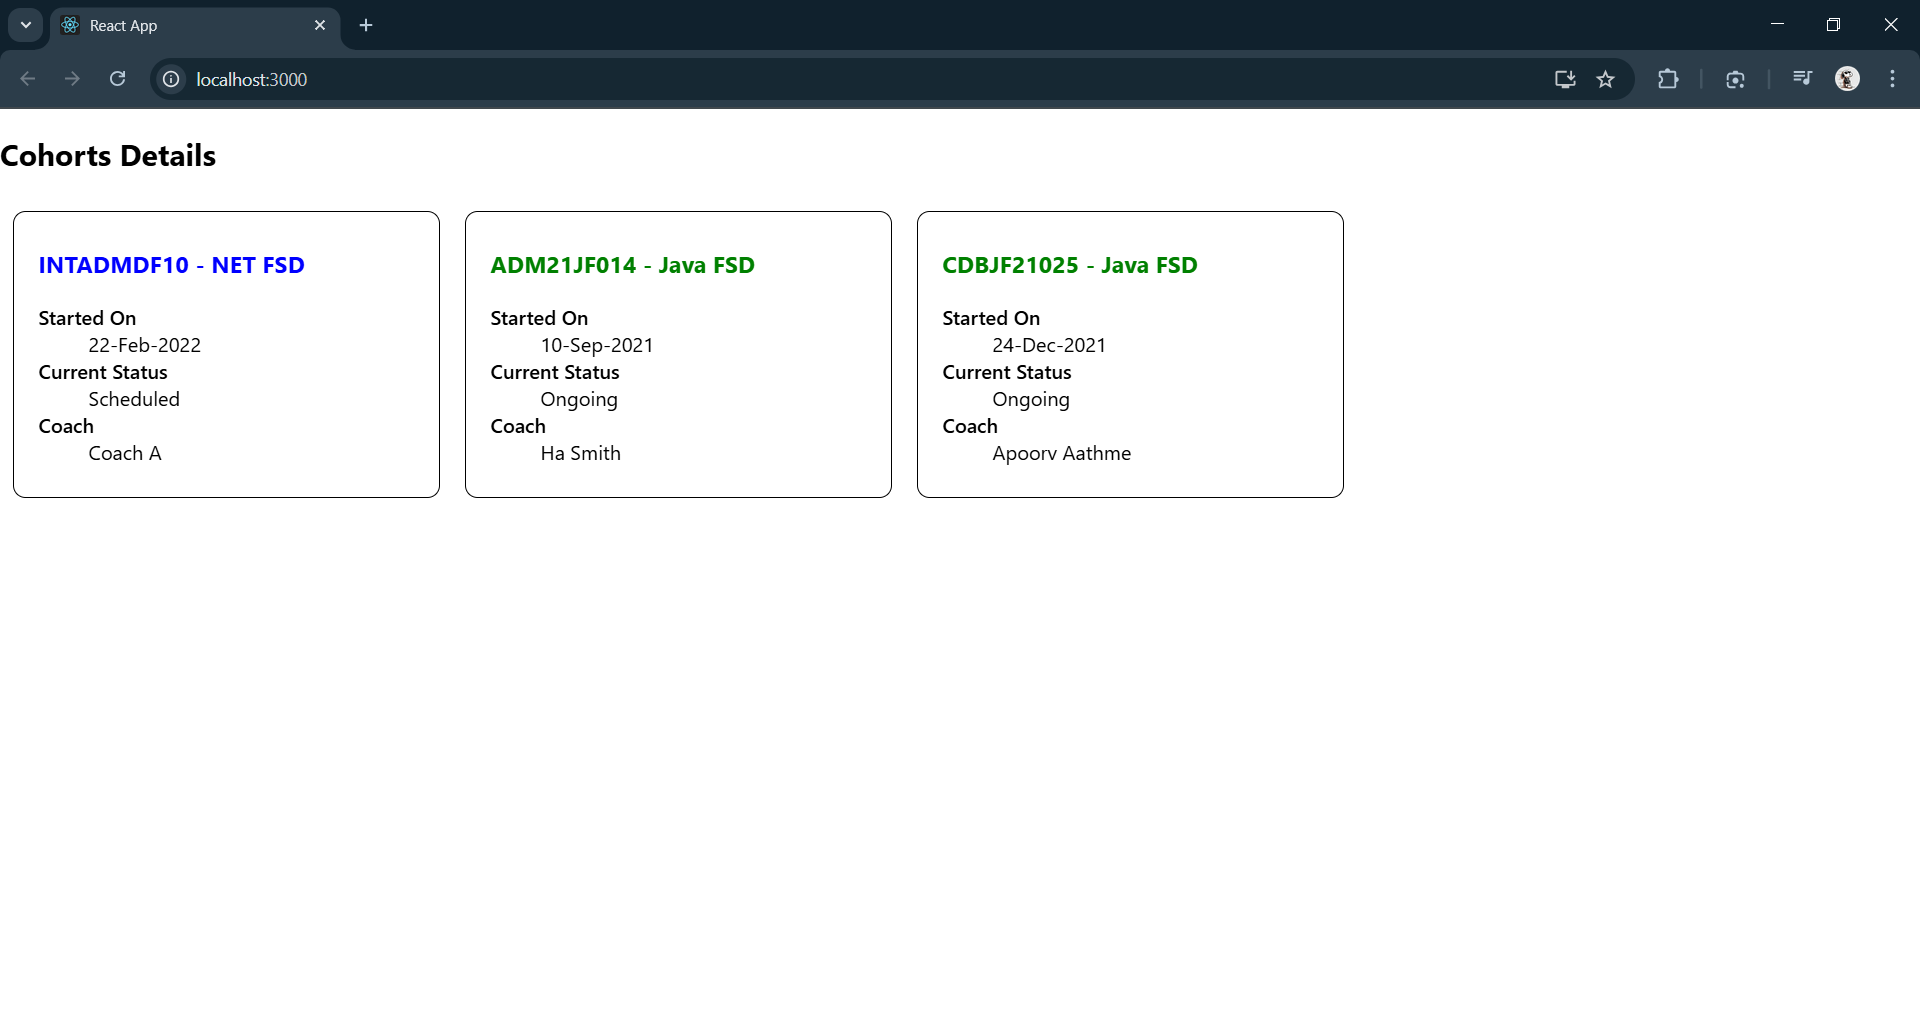 React App
localhost:3000
Cohorts Details
INTADMDF10 - NET FSD
Started On
22-Feb-2022
Current Status
Scheduled
Coach
Coach A
ADM21JF014 - Java FSD
Started On
10-Sep-2021
Current Status
Ongoing
Coach
Ha Smith
CDBJF21025 - Java FSD
Started On
24-Dec-2021
Current Status
Ongoing
Coach
Apoorv Aathme